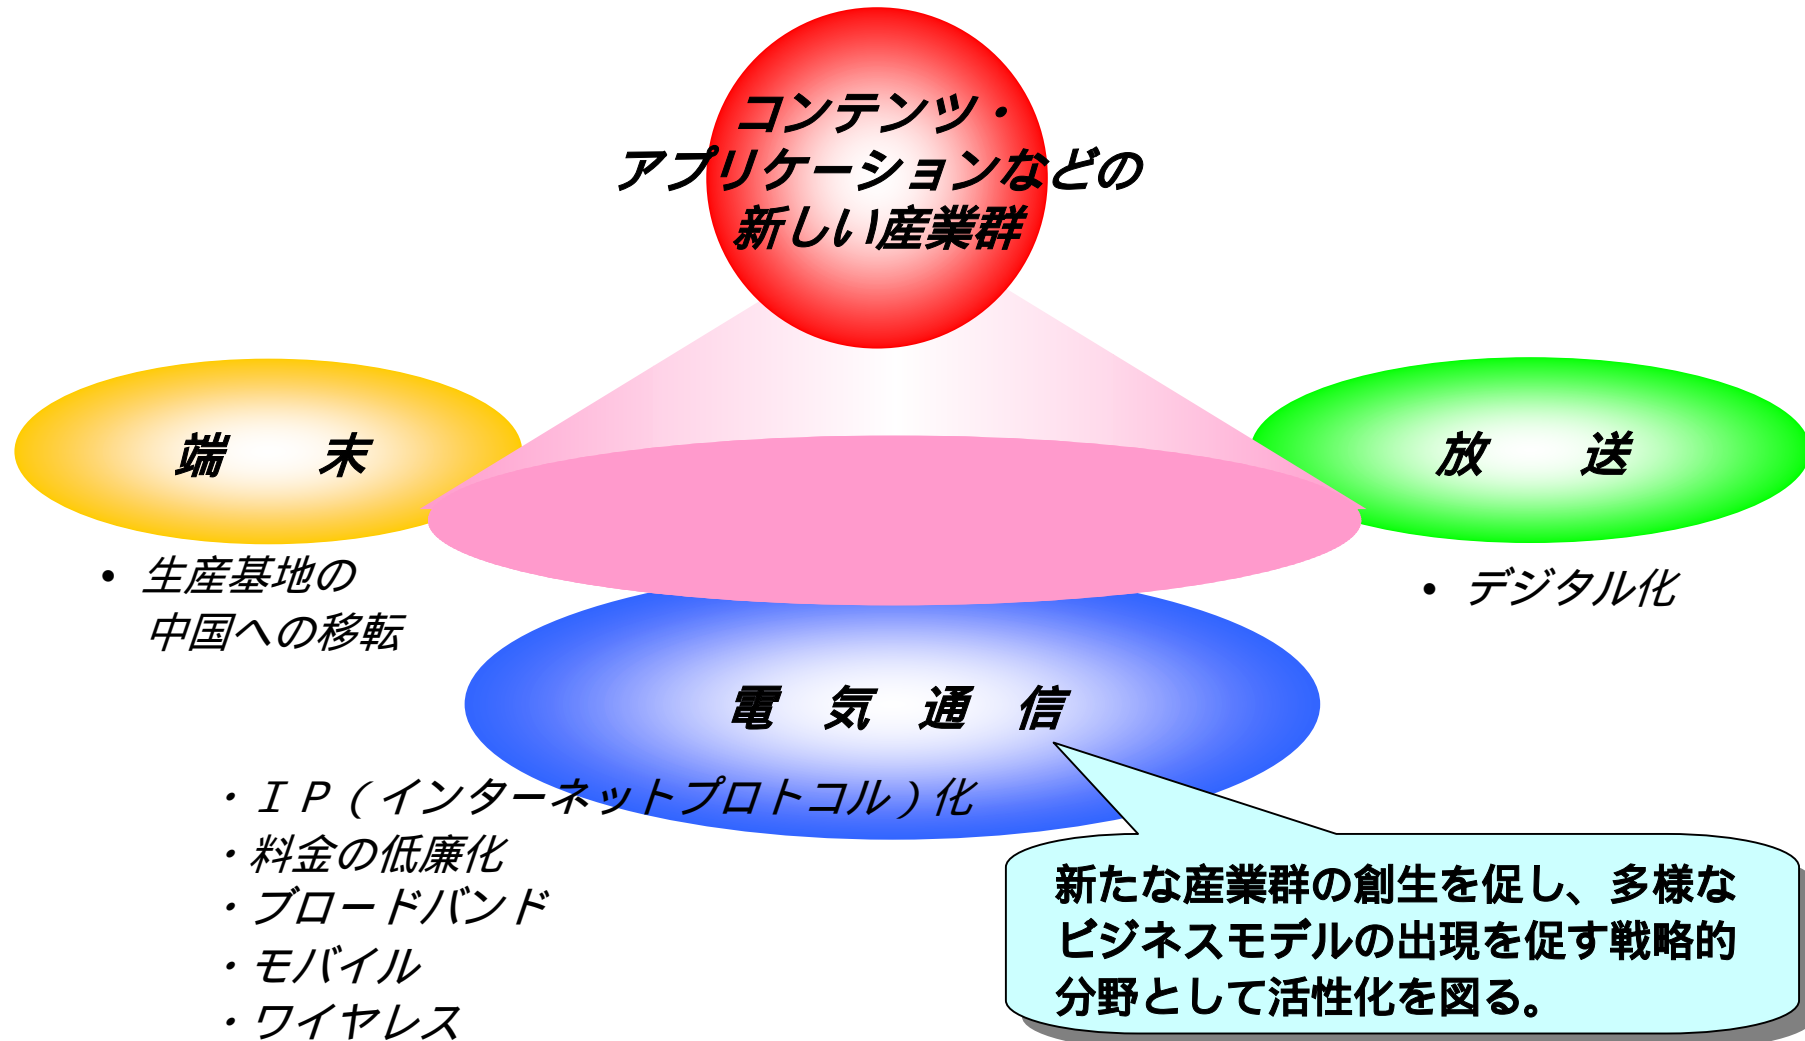 コンテンツ・
アプリケーションなどの
新しい産業群
端　　末
放　　送
• 生産基地の
中国への移転
• デジタル化
電　気　通　信
・ＩＰ(インターネットプロトコル)化
・料金の低廉化
・ブロードバンド
・モバイル
・ワイヤレス
新たな産業群の創生を促し、多様な
ビジネスモデルの出現を促す戦略的
分野として活性化を図る。